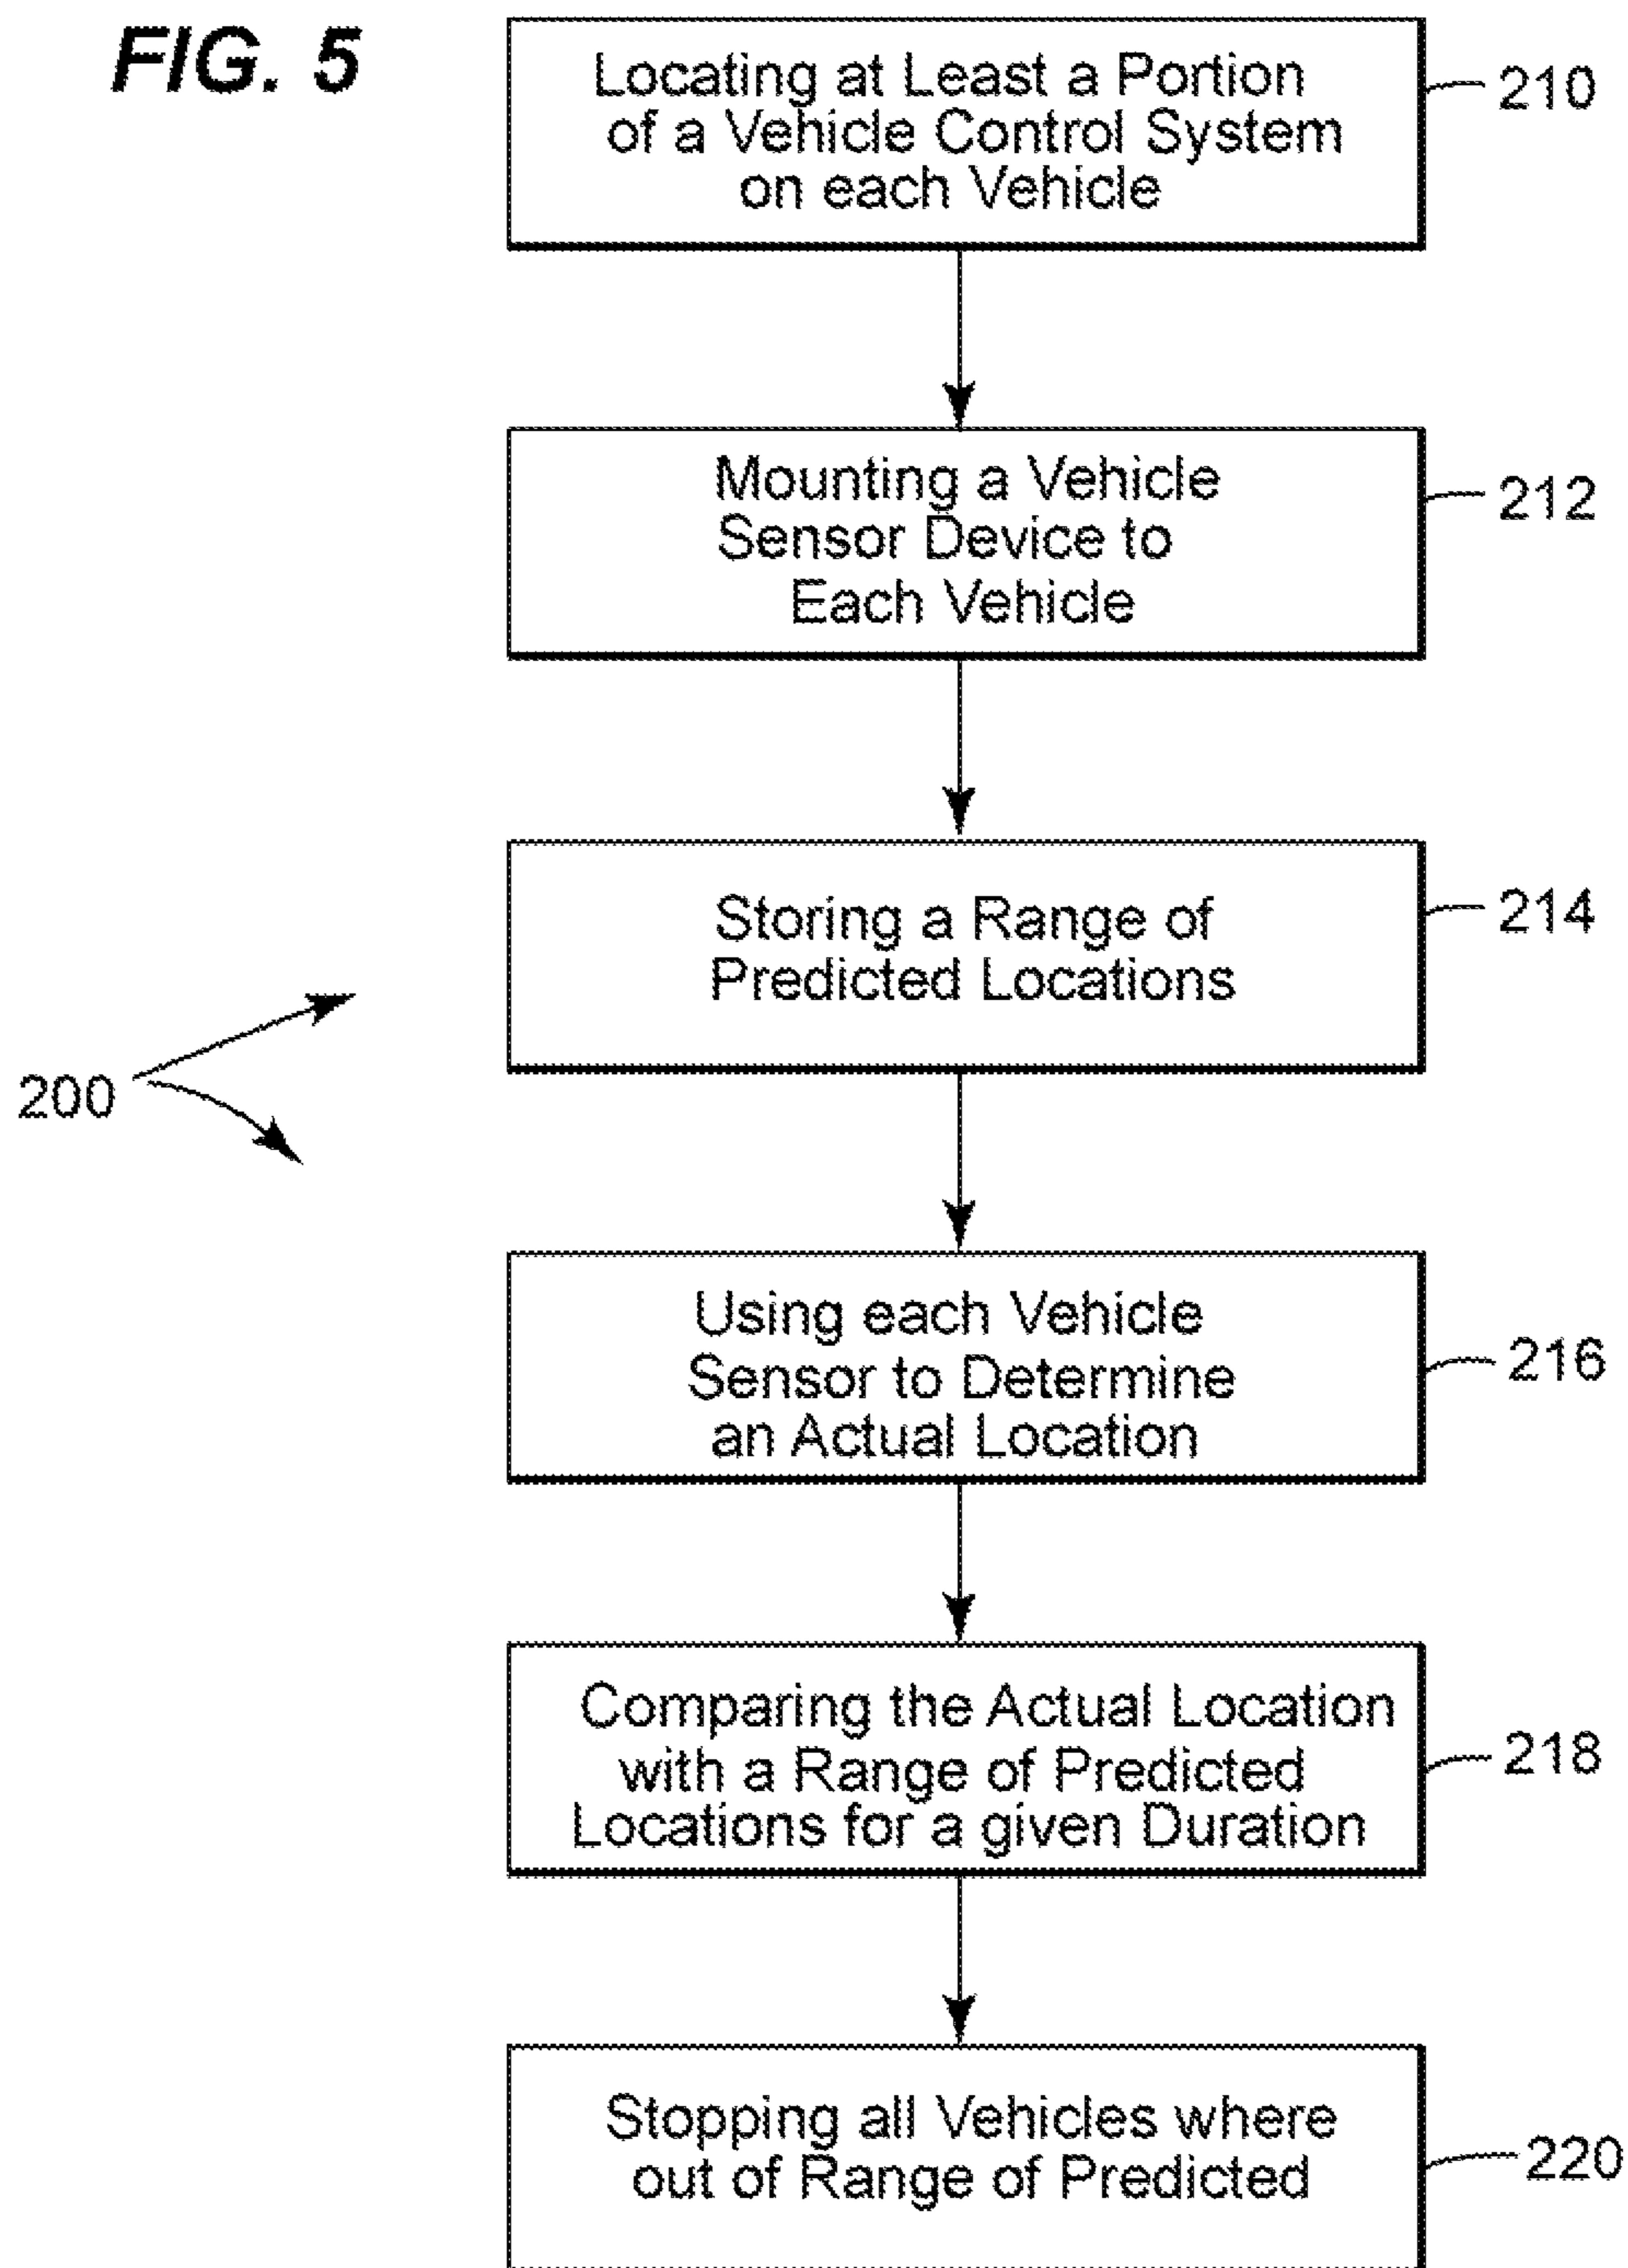 FIG. 5
Locating at Least a Portion
of a Vehicle Control System
on each Vehicle
210
Mounting a Vehicle
Sensor Device to
Each Vehicle
212
Storing a Range of
Predicted Locations
214
200
Using each Vehicle
Sensor to Determine
an Actual Location
216
Comparing the Actual Location
with a Range of Predicted
Locations for a given Duration
218
Stopping all Vehicles where
out of Range of Predicted
220